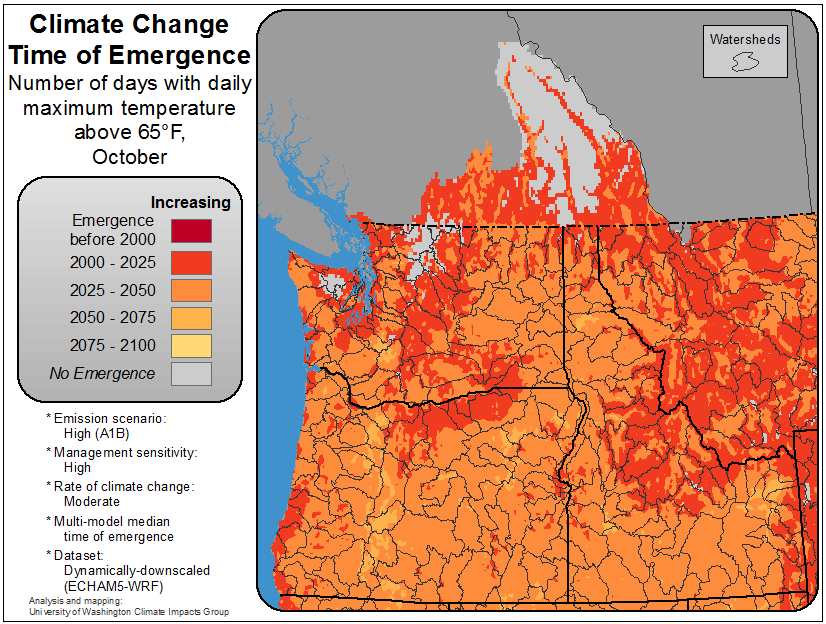 Climate Change
Time of Emergence
Number of days with daily
maximum temperature
above 65°F,
October
Increasing
Emergence
before 2000
2000 - 2025
2025 - 2050
2050 - 2075
2075 - 2100
No Emergence
* Emission scenario:
High (A1B)
* Management sensitivity:
High
* Rate of climate change:
Moderate
* Multi-model median
time of emergence
* Dataset:
Dynamically-downscaled
(ECHAM5-WRF)
Analysis and mapping:
University of Washington Climate Impacts Group
Watersheds